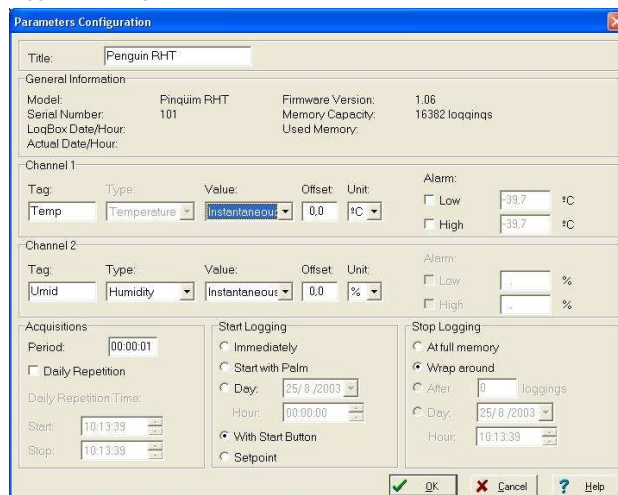 Parameters Configuration
Title: Penguin RHT
General Information
Model: Pinqüim RHT Firmware Version: 1.06
Serial Number: 101 Memory Capacity: 16382 loqqinqs
LoqBox Date/Hour: Used Memory:
Actual Date/Hour:
Channel 1
Tag: Type: Value: Offset: Unit: Alarm:
Temp Temperature Instantaneous 0,0 ºC Low -39,7 ºC
High -39,7 ºC
Channel 2
Tag: Type: Value: Offset: Unit: Alarm:
Umid Humidity Instantaneous 0,0 % Low , %
High , %
Acquisitions
Period: 00:00:01
Daily Repetition
Daily Repetition Time:
Start: 10:13:39
Stop: 10:13:39
Start Logging
Immediately
Start with Palm
Day: 25/ 8 /2003
Hour: 00:00:00
With Start Button
Setpoint
Stop Logging
At full memory
Wrap around
After 0 loggings
Day: 25/ 8 /2003
Hour: 10:13:39
OK Cancel Help